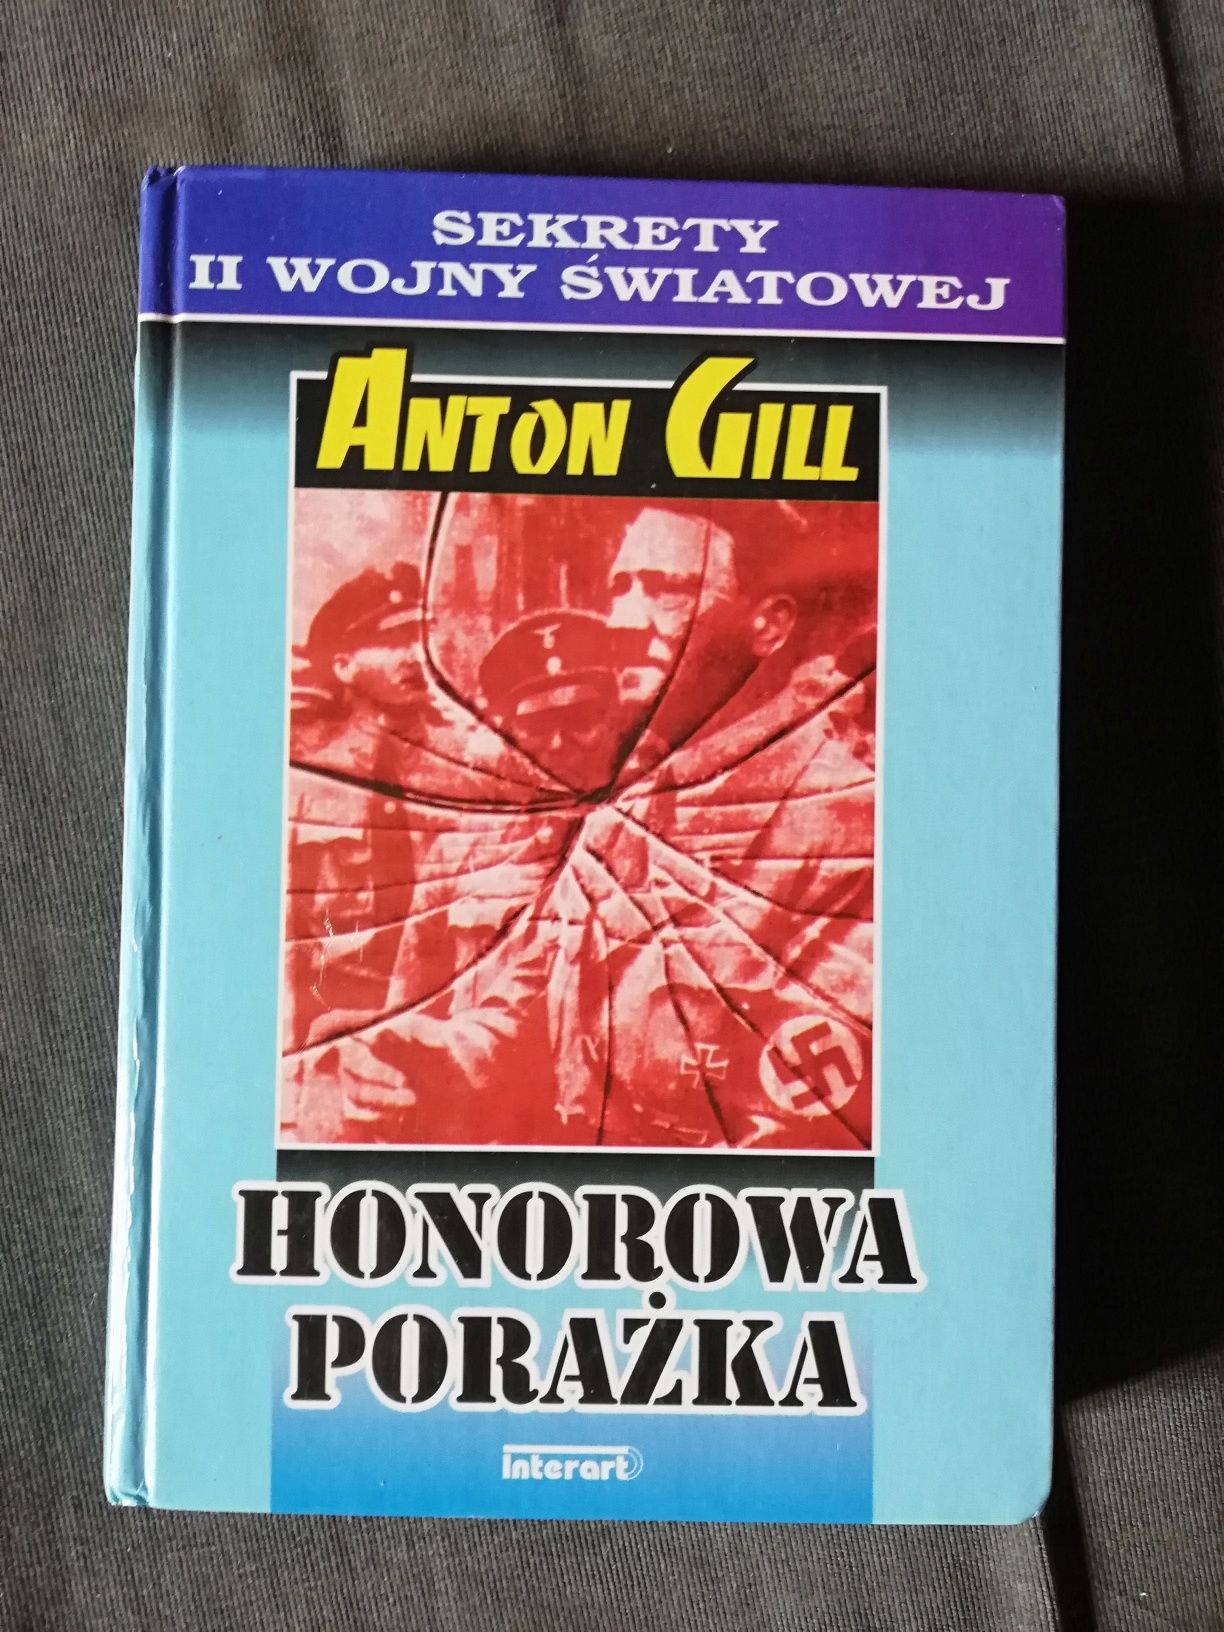 SEKRETY
II WOJNY ŚWIATOWEJ
ANTON GILL
HONOROWA
PORAŻKA
Interart